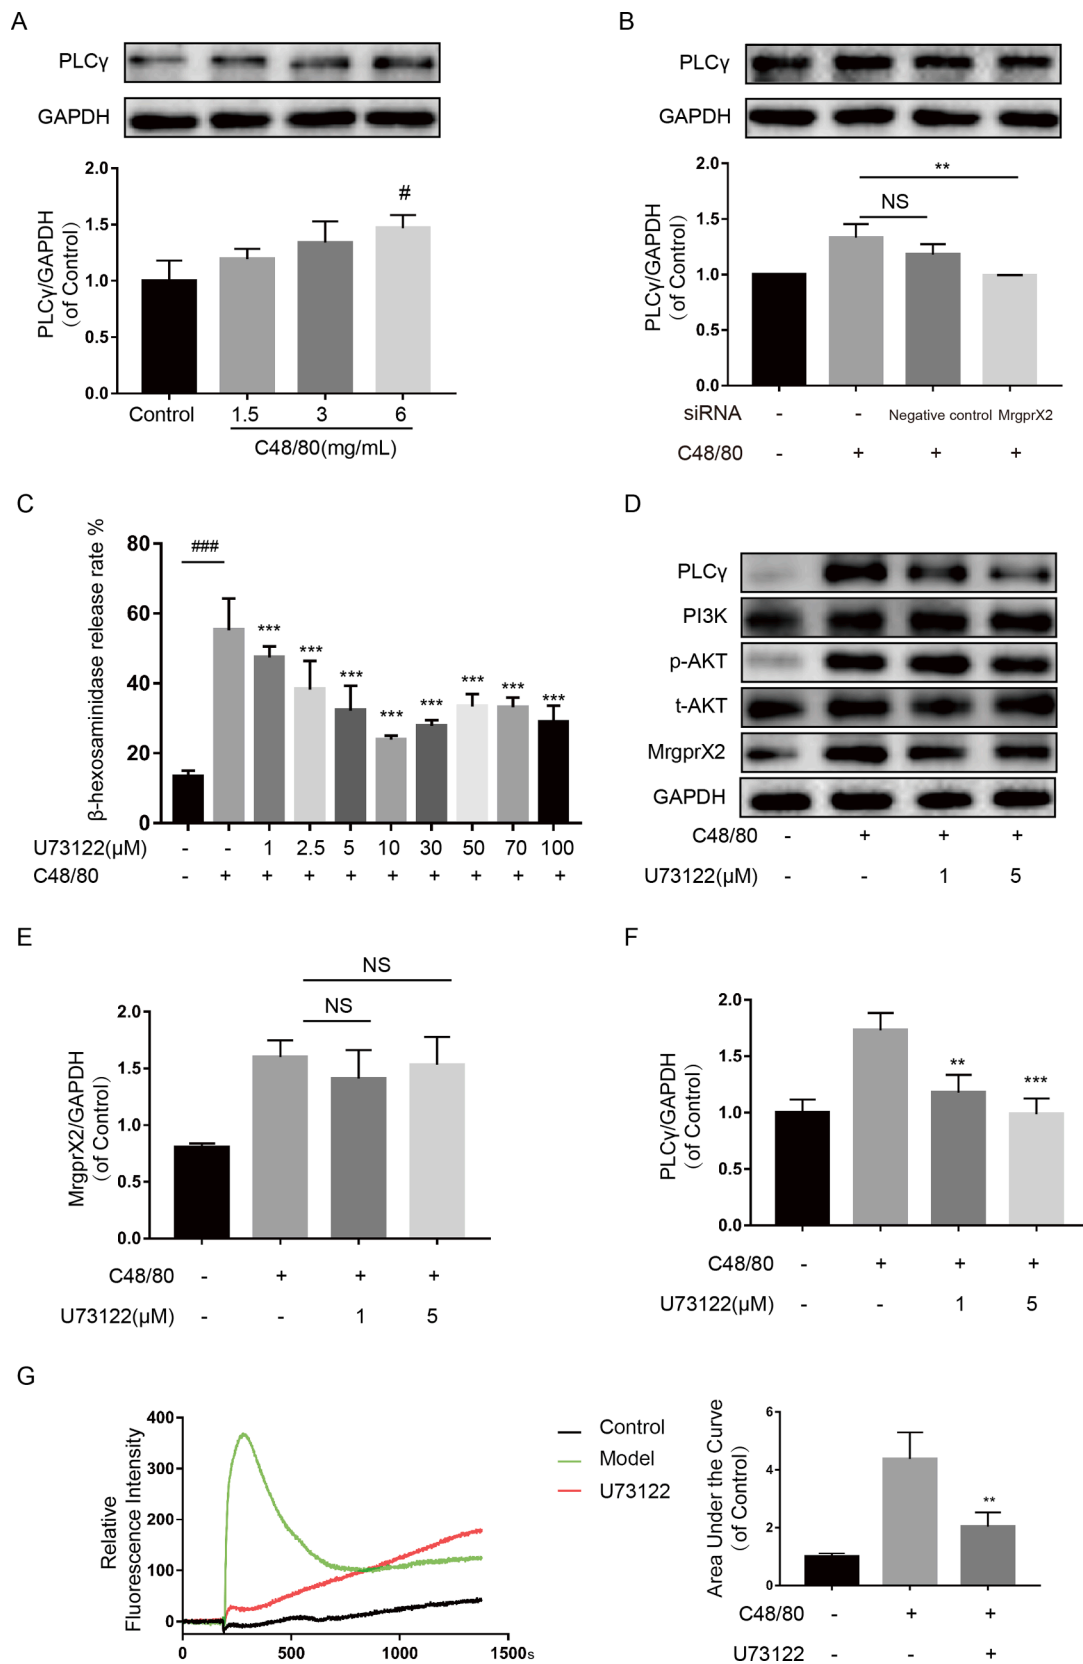 A
PLCγ
GAPDH
PLCγ/GAPDH
(of Control)
2.0
1.5
1.0
0.5
0.0
#
Control 1.5 3 6
C48/80(mg/mL)
B
PLCγ
GAPDH
PLCγ/GAPDH
(of Control)
2.0
1.5
1.0
0.5
0.0
**
NS
siRNA - - Negative control MrgprX2
C48/80 - + + +
C
β-hexosaminidase release rate %
80
60
40
20
0
###
*** *** *** *** *** *** *** ***
U73122(μM) - - 1 2.5 5 10 30 50 70 100
C48/80 - + + + + + + + + +
D
PLCγ
PI3K
p-AKT
t-AKT
MrgprX2
GAPDH
C48/80 - + + +
U73122(μM) - - 1 5
E
MrgprX2/GAPDH
(of Control)
2.0
1.5
1.0
0.5
0.0
NS
NS
C48/80 - + + +
U73122(μM) - - 1 5
F
PLCγ/GAPDH
(of Control)
2.0
1.5
1.0
0.5
0.0
** ***
C48/80 - + + +
U73122(μM) - - 1 5
G
Relative
Fluorescence Intensity
400
300
200
100
0
0 500 1000 1500s
Control
Model
U73122
Area Under the Curve
(of Control)
6
4
2
0
**
C48/80 - + +
U73122 - - +